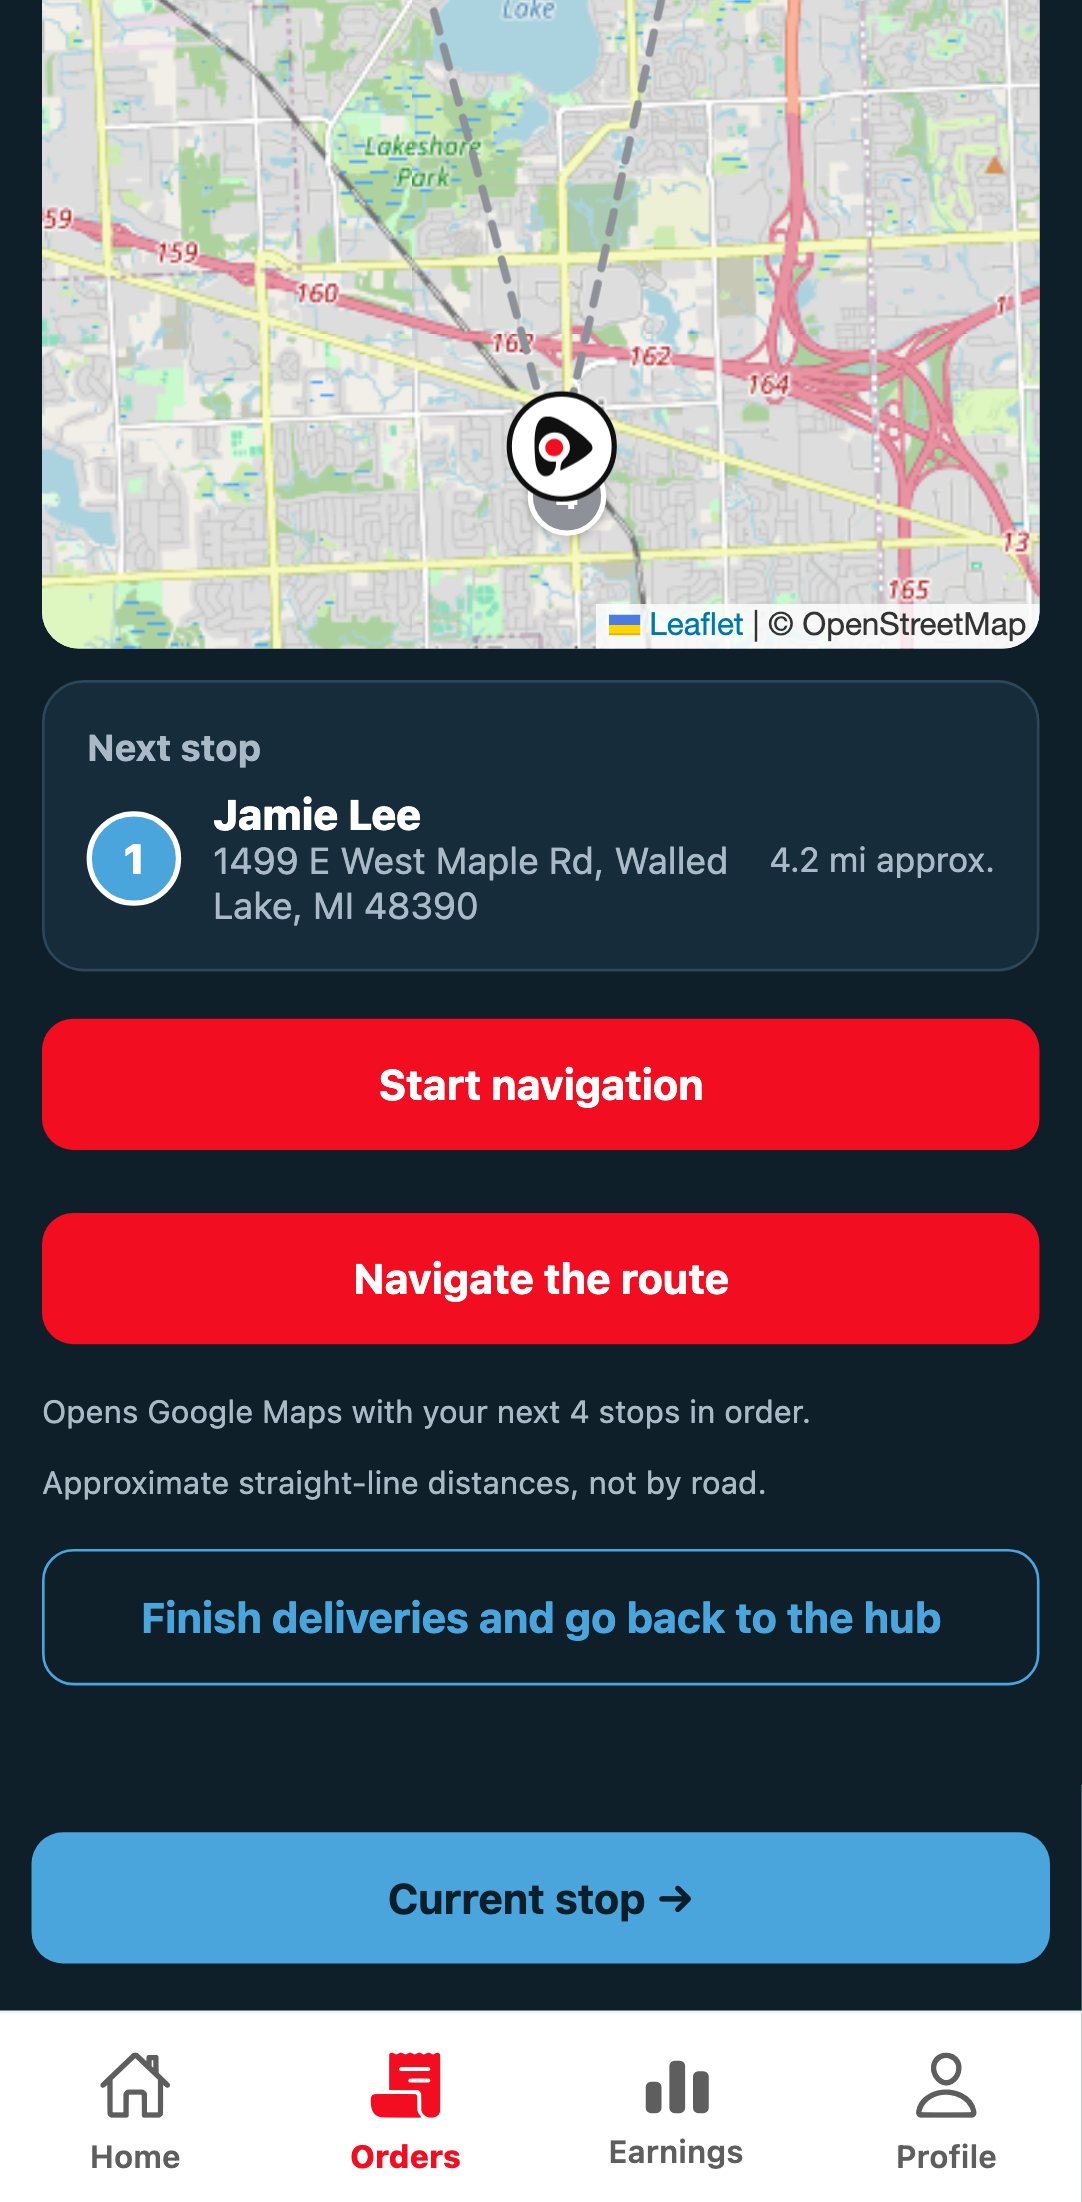 Lake
Lakeshore
Park
59
159
160
162
162
164
1
13
165
Leaflet | © OpenStreetMap
Next stop
1
Jamie Lee
1499 E West Maple Rd, Walled
Lake, MI 48390
4.2 mi approx.
Start navigation
Navigate the route
Opens Google Maps with your next 4 stops in order.
Approximate straight-line distances, not by road.
Finish deliveries and go back to the hub
Current stop →
Home
Orders
Earnings
Profile